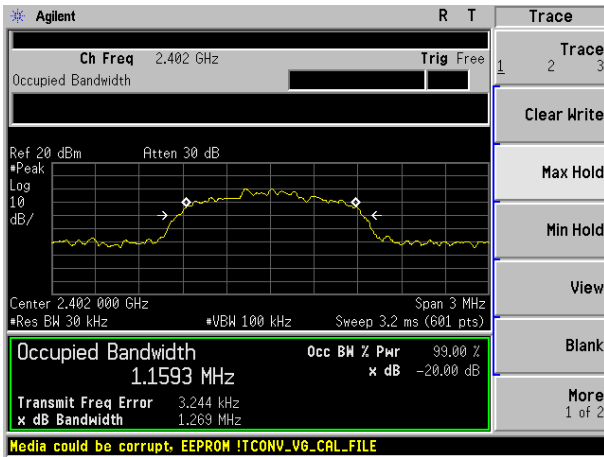 Agilent R T Trace
Ch Freq 2.402 GHz Trig Free
Occupied Bandwidth
Trace
1 2 3
Clear Write
Max Hold
Min Hold
View
Blank
More
1 of 2
Ref 20 dBm Atten 30 dB
#Peak
Log
10
dB/
Center 2.402 000 GHz Span 3 MHz
#Res BW 30 kHz #VBW 100 kHz Sweep 3.2 ms (601 pts)
Occupied Bandwidth Occ BW % Pwr 99.00 %
1.1593 MHz x dB -20.00 dB
Transmit Freq Error 3.244 kHz
x dB Bandwidth 1.269 MHz
Media could be corrupt, EEPROM !TCONV_VG_CAL_FILE